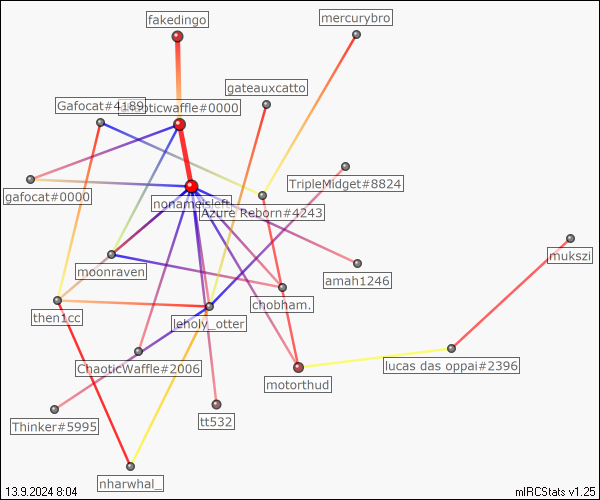 fakedingo
mercurybro
gateauxcatto
Gafocat#4189
chaoticwaffle#0000
TripleMidget#8824
gafocat#0000
nonameisleft
Azure Reborn#4243
mukszi
moonraven
amah1246
chobham.
then1cc
leholy_otter
ChaoticWaffle#2006
lucas das oppai#2396
motorthud
Thinker#5995
tt532
nharwhal_
13.9.2024 8:04
mIRCStats v1.25